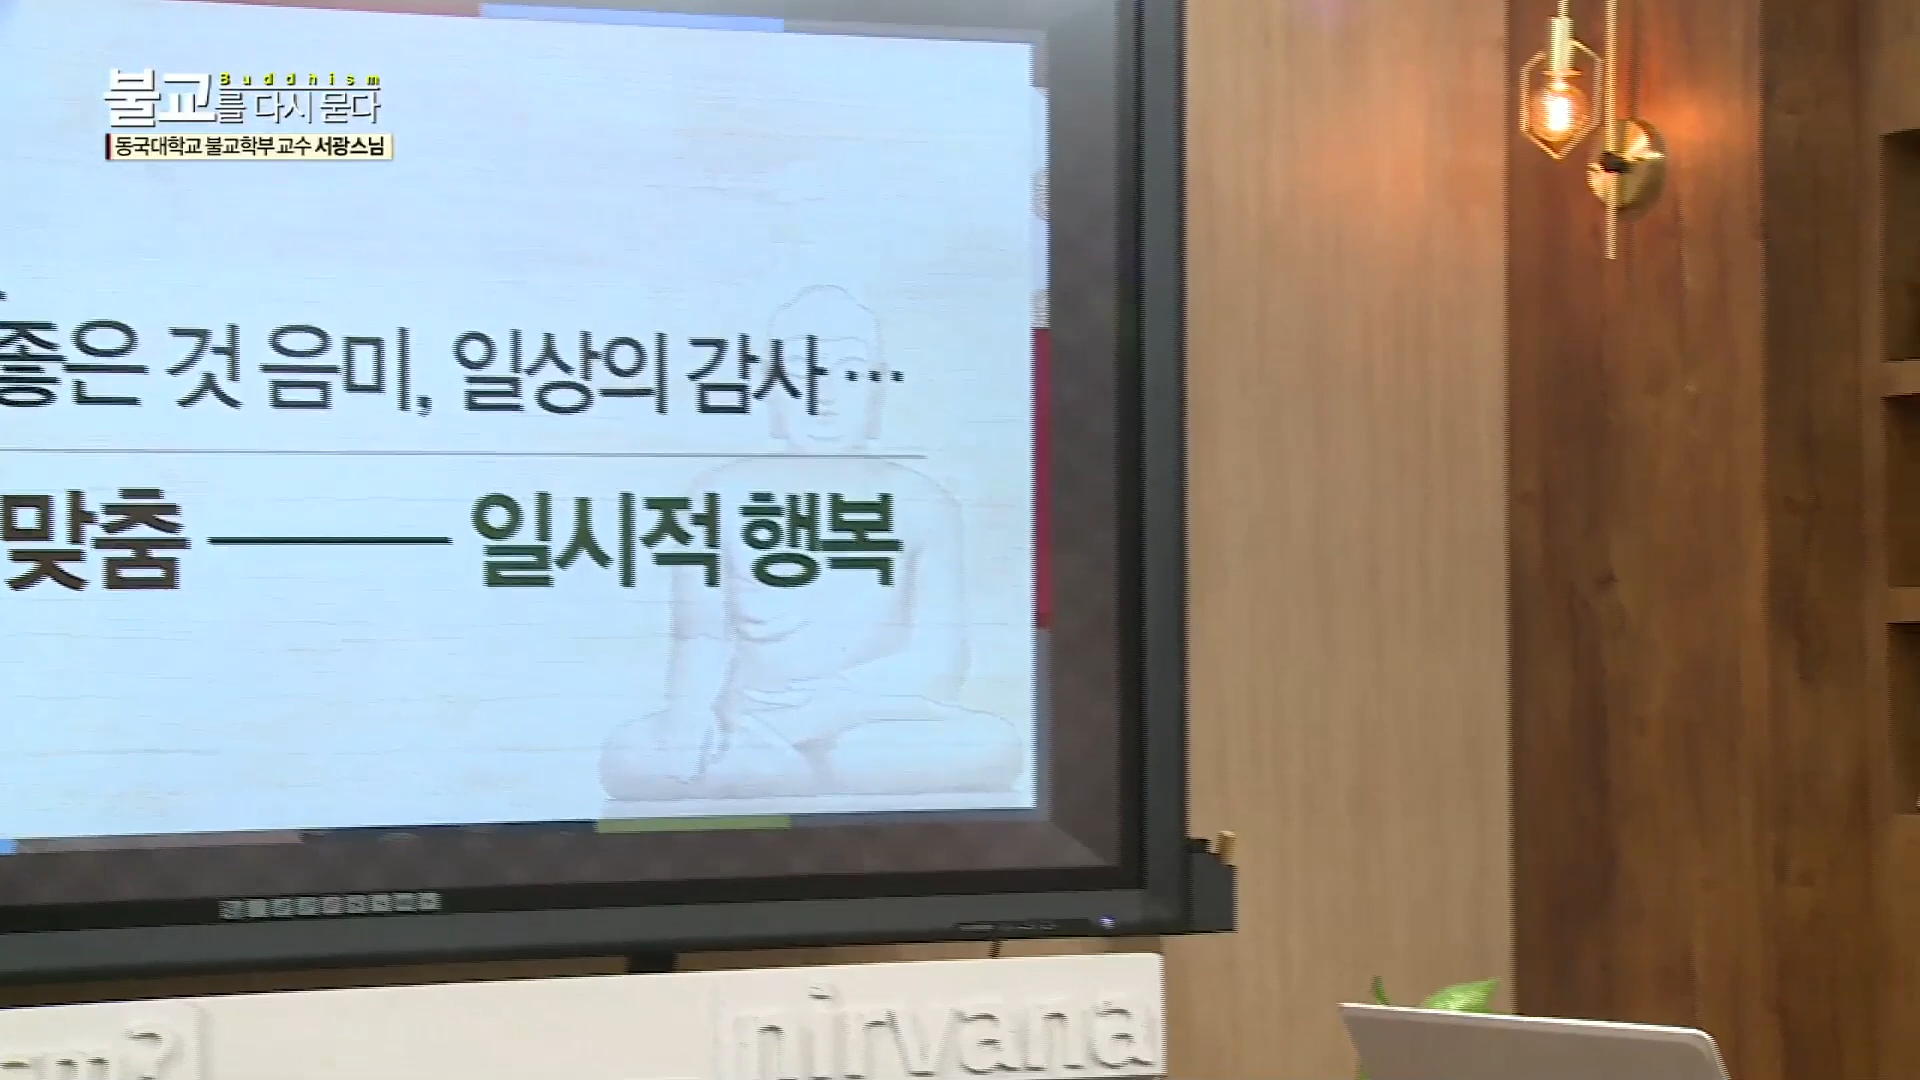 Buddhism
불교를 다시 묻다
동국대학교 불교학부 교수 서광스님
좋은 것 음미, 일상의 감사 …
맞춤 일시적 행복
nirvana